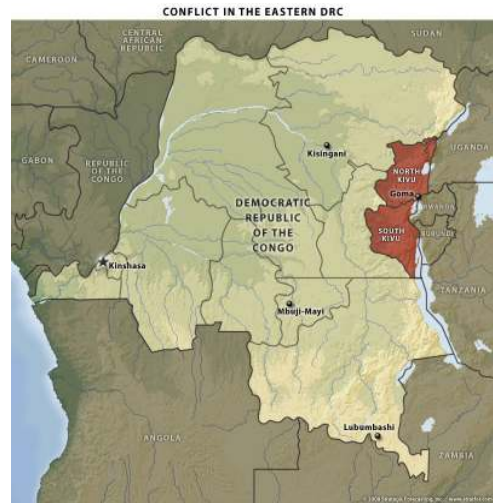 CONFLICT IN THE EASTERN DRC
CENTRAL
AFRICAN
REPUBLIC
SUDAN
CAMEROON
UGANDA
Kisingani
GABON
REPUBLIC
OF THE
CONGO
NORTH
KIVU
Goma
RWANDA
DEMOCRATIC
REPUBLIC
OF THE
CONGO
SOUTH
KIVU
BURUNDI
Kinshasa
TANZANIA
Mbuji-Mayi
Lubumbashi
ANGOLA
ZAMBIA